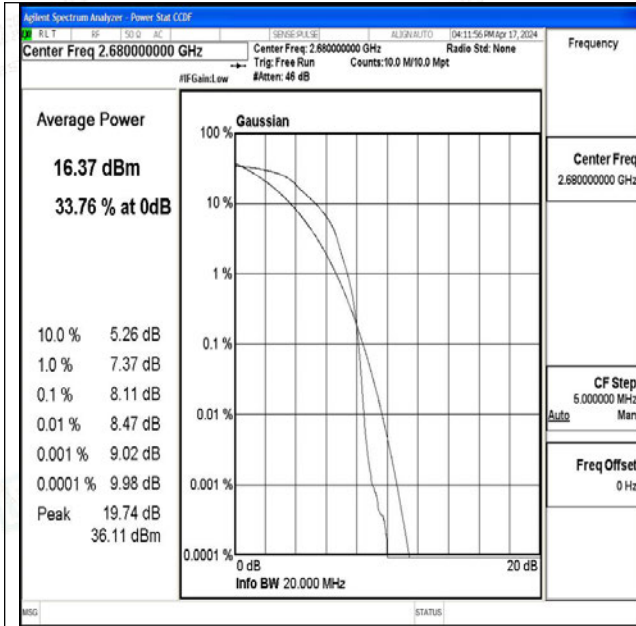 Agilent Spectrum Analyzer - Power Stat CCDF
RLT RF 50 Ω AC SENSE:PULSE ALIGNAUTO 04:11:56 PM Apr 17, 2024
Center Freq 2.680000000 GHz
Center Freq: 2.680000000 GHz Radio Std: None
Trig: Free Run Counts:10.0 M/10.0 Mpt
#IFGain:Low #Atten: 46 dB
Frequency
Average Power
16.37 dBm
33.76 % at 0dB
10.0 % 5.26 dB
1.0 % 7.37 dB
0.1 % 8.11 dB
0.01 % 8.47 dB
0.001 % 9.02 dB
0.0001 % 9.98 dB
Peak 19.74 dB
36.11 dBm
Gaussian
100 %
10 %
1 %
0.1 %
0.01 %
0.001 %
0.0001 %
0 dB 20 dB
Info BW 20.000 MHz
Center Freq
2.680000000 GHz
CF Step
5.000000 MHz
Auto Man
Freq Offset
0 Hz
MSG STATUS